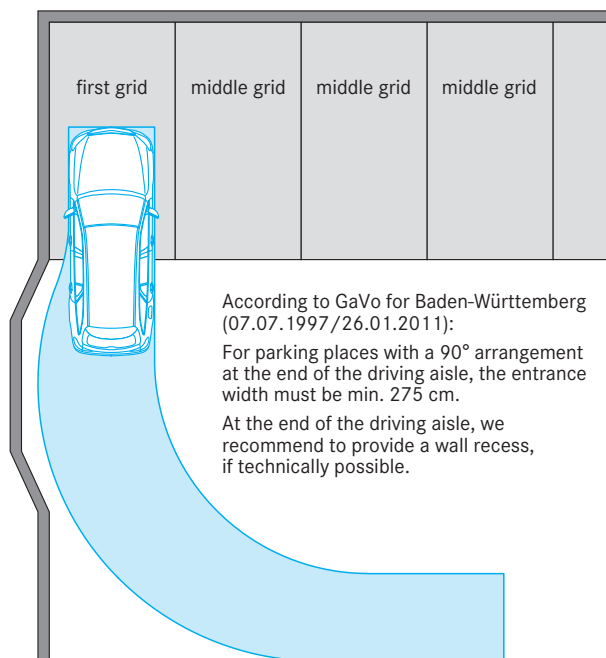 first grid middle grid middle grid middle grid
According to GaVo for Baden-Württemberg
(07.07.1997/26.01.2011):
For parking places with a 90° arrangement
at the end of the driving aisle, the entrance
width must be min. 275 cm.
At the end of the driving aisle, we
recommend to provide a wall recess,
if technically possible.